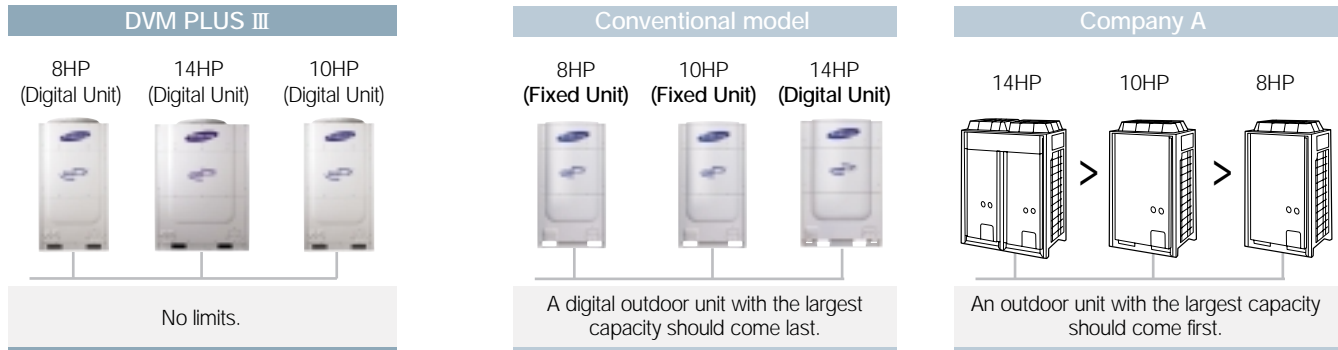 DVM PLUS Ⅲ
8HP
(Digital Unit)
14HP
(Digital Unit)
10HP
(Digital Unit)
No limits.
Conventional model
8HP
(Fixed Unit)
10HP
(Fixed Unit)
14HP
(Digital Unit)
A digital outdoor unit with the largest
capacity should come last.
Company A
14HP
10HP
8HP
>
>
An outdoor unit with the largest capacity
should come first.